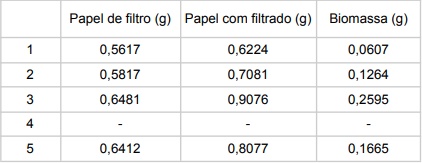 Papel de filtro (g) Papel com filtrado (g) Biomassa (g)
1 0,5617 0,6224 0,0607
2 0,5817 0,7081 0,1264
3 0,6481 0,9076 0,2595
4 - - -
5 0,6412 0,8077 0,1665